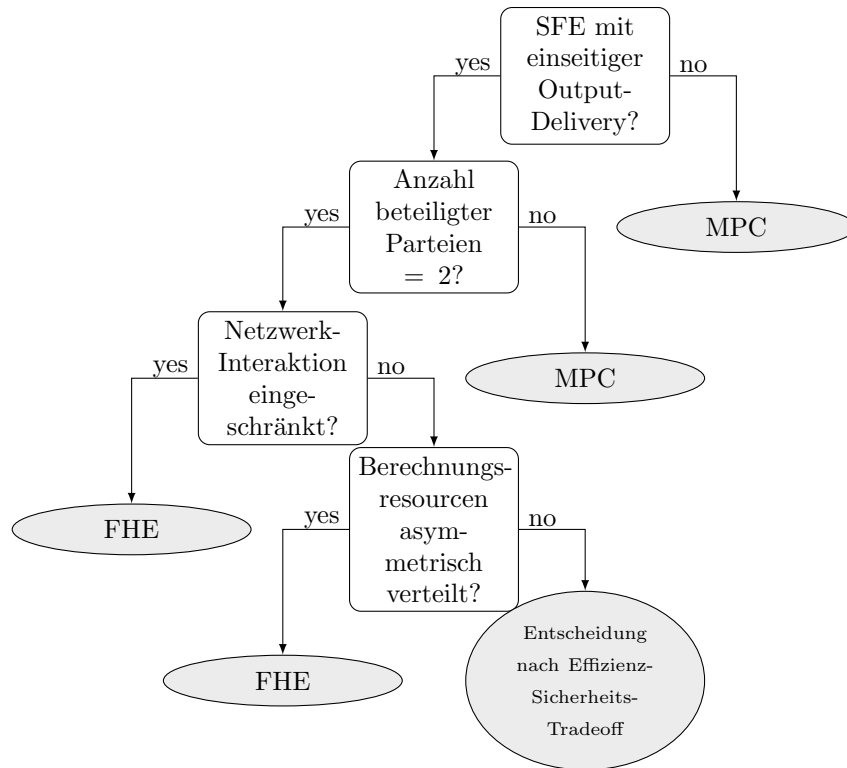 SFE mit
einseitiger
Output-
Delivery?
yes
no
Anzahl
beteiligter
Parteien
= 2?
yes
no
MPC
Netzwerk-
Interaktion
einge-
schränkt?
yes
no
MPC
Berechnungs-
resourcen
asym-
metrisch
verteilt?
yes
no
FHE
Entscheidung
nach Effizienz-
Sicherheits-
Tradeoff
FHE